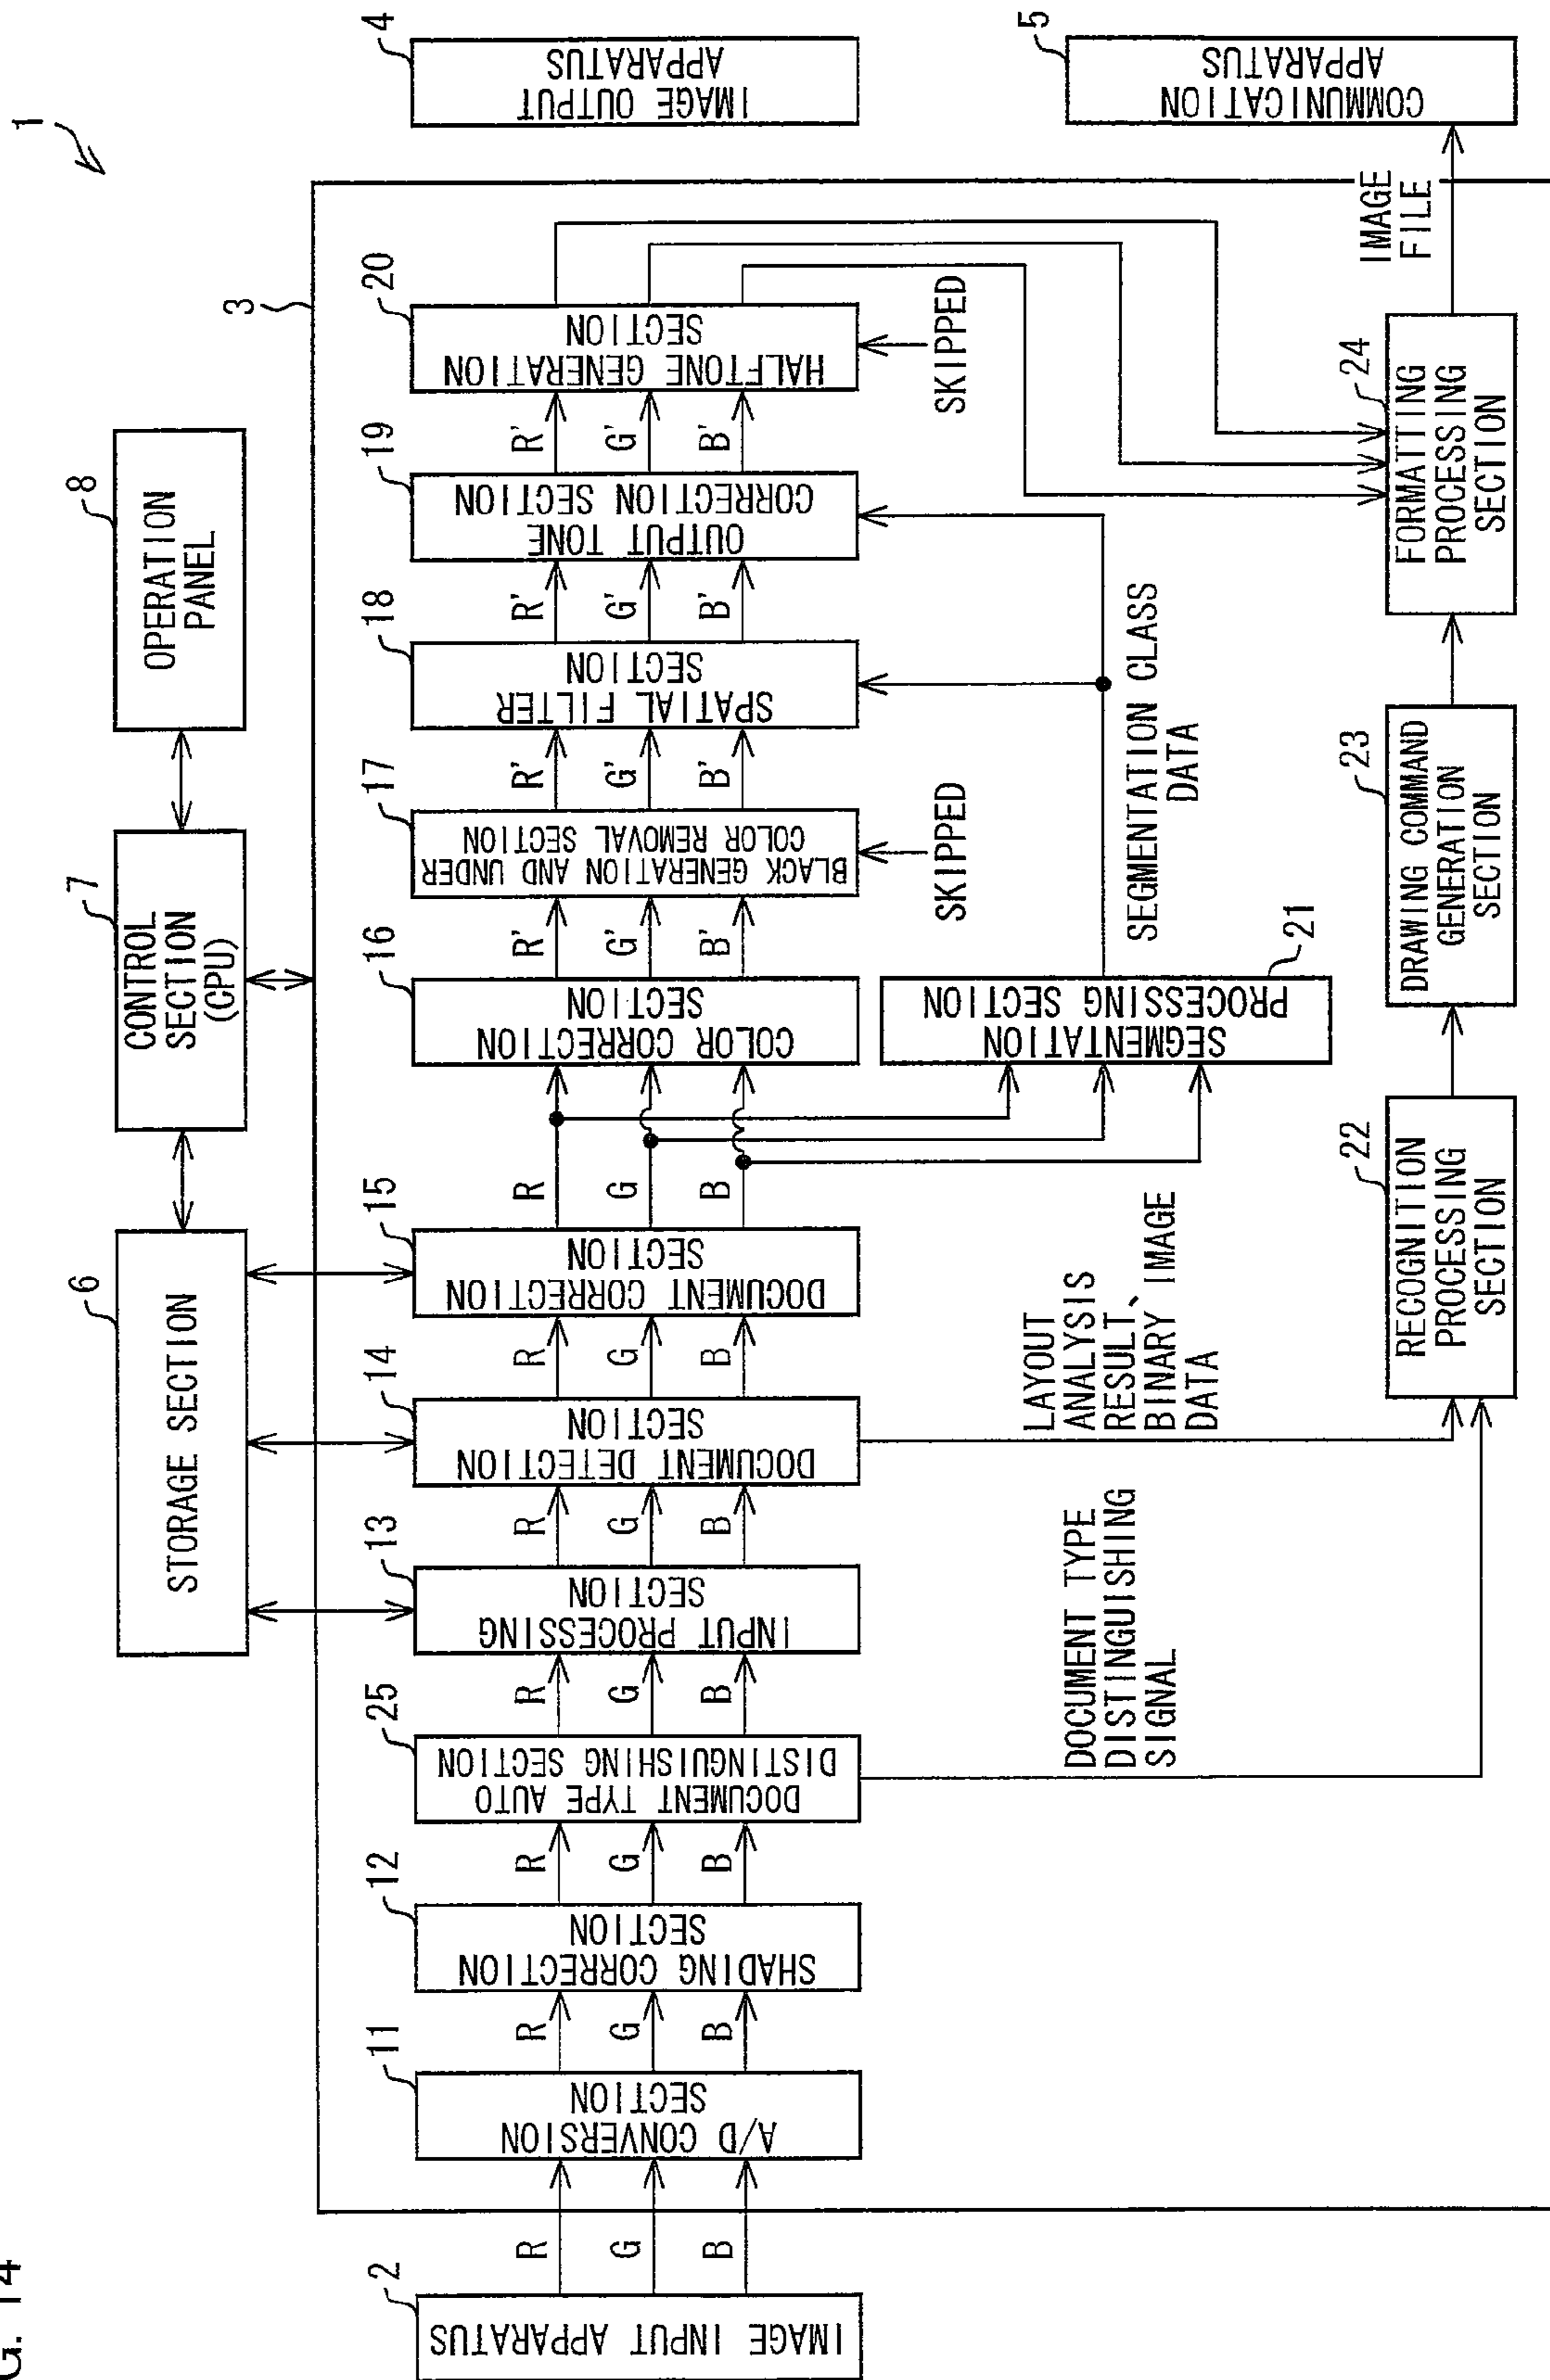 G. 14
1
3
6
STORAGE SECTION
7
CONTROL
SECTION
(CPU)
8
OPERATION
PANEL
2
IMAGE INPUT APPARATUS
R
G
B
11
A/D CONVERSION
SECTION
R
G
B
12
SHADING CORRECTION
SECTION
R
G
B
25
DOCUMENT TYPE AUTO
DISTINGUISHING SECTION
R
G
B
13
INPUT PROCESSING
SECTION
R
G
B
14
DOCUMENT DETECTION
SECTION
R
G
B
15
DOCUMENT CORRECTION
SECTION
R
G
B
16
COLOR CORRECTION
SECTION
R'
G'
B'
17
BLACK GENERATION AND UNDER
COLOR REMOVAL SECTION
SKIPPED
R'
G'
B'
18
SPATIAL FILTER
SECTION
R'
G'
B'
19
OUTPUT TONE
CORRECTION SECTION
R'
G'
B'
20
HALFTONE GENERATION
SECTION
SKIPPED
4
IMAGE OUTPUT
APPARATUS
5
COMMUNICATION
APPARATUS
21
SEGMENTATION
PROCESSING SECTION
SEGMENTATION CLASS
DATA
DOCUMENT TYPE
DISTINGUISHING
SIGNAL
LAYOUT
ANALYSIS
RESULT、
BINARY IMAGE
DATA
22
RECOGNITION
PROCESSING
SECTION
23
DRAWING COMMAND
GENERATION
SECTION
24
FORMATTING
PROCESSING
SECTION
IMAGE
FILE